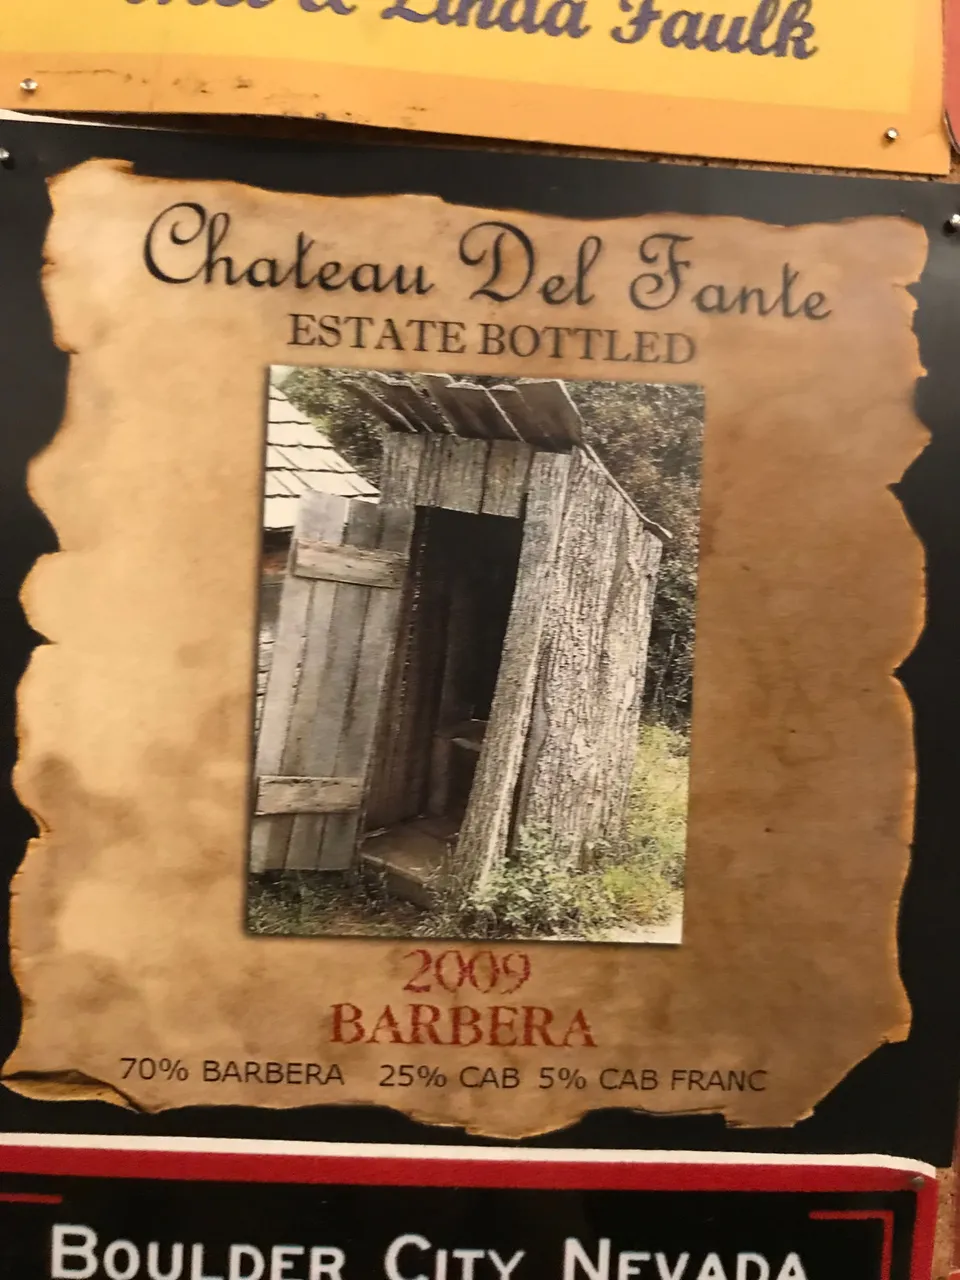 & Linda Faulk
Chateau Del Fante
ESTATE BOTTLED
2009
BARBERA
70% BARBERA 25% CAB 5% CAB FRANC
BOULDER CITY NEVADA